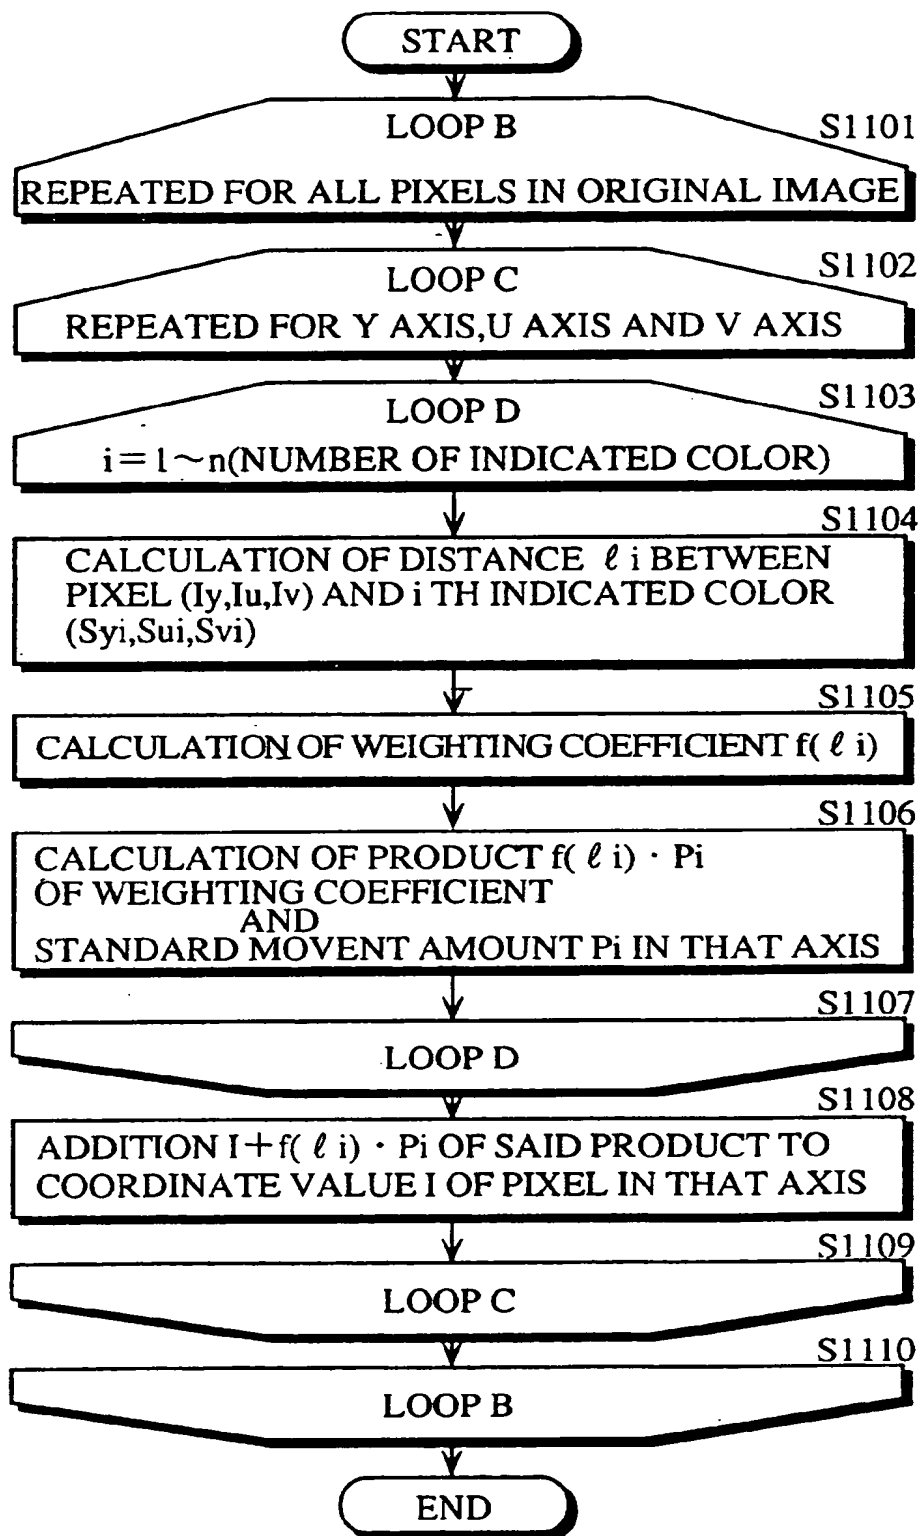 START
LOOP B
S1101
REPEATED FOR ALL PIXELS IN ORIGINAL IMAGE
LOOP C
S1102
REPEATED FOR Y AXIS,U AXIS AND V AXIS
LOOP D
S1103
i=1~n(NUMBER OF INDICATED COLOR)
S1104
CALCULATION OF DISTANCE ℓ i BETWEEN
PIXEL (Iy,Iu,Iv) AND i TH INDICATED COLOR
(Syi,Sui,Svi)
S1105
CALCULATION OF WEIGHTING COEFFICIENT f( ℓ i)
S1106
CALCULATION OF PRODUCT f( ℓ i) · Pi
OF WEIGHTING COEFFICIENT
AND
STANDARD MOVENT AMOUNT Pi IN THAT AXIS
S1107
LOOP D
S1108
ADDITION I+f( ℓ i) · Pi OF SAID PRODUCT TO
COORDINATE VALUE I OF PIXEL IN THAT AXIS
S1109
LOOP C
S1110
LOOP B
END